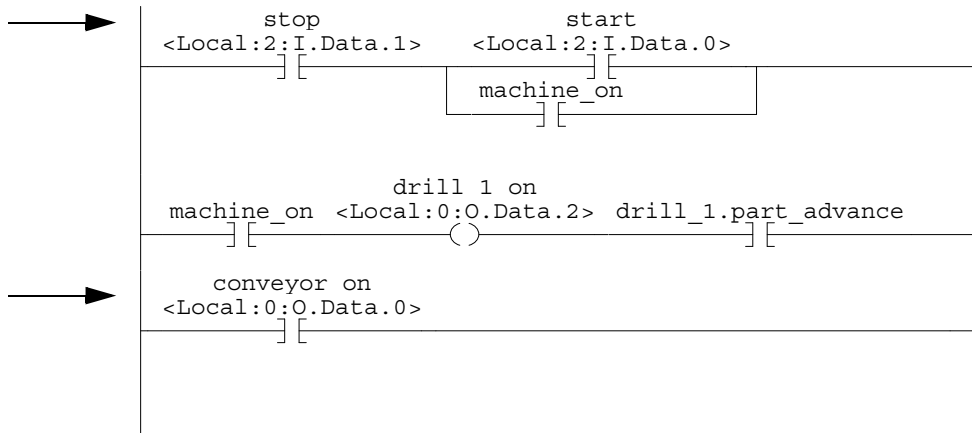 stop start
<Local:2:I.Data.1> <Local:2:I.Data.0>
machine_on
drill 1 on
machine_on <Local:0:O.Data.2> drill_1.part_advance
conveyor on
<Local:0:O.Data.0>